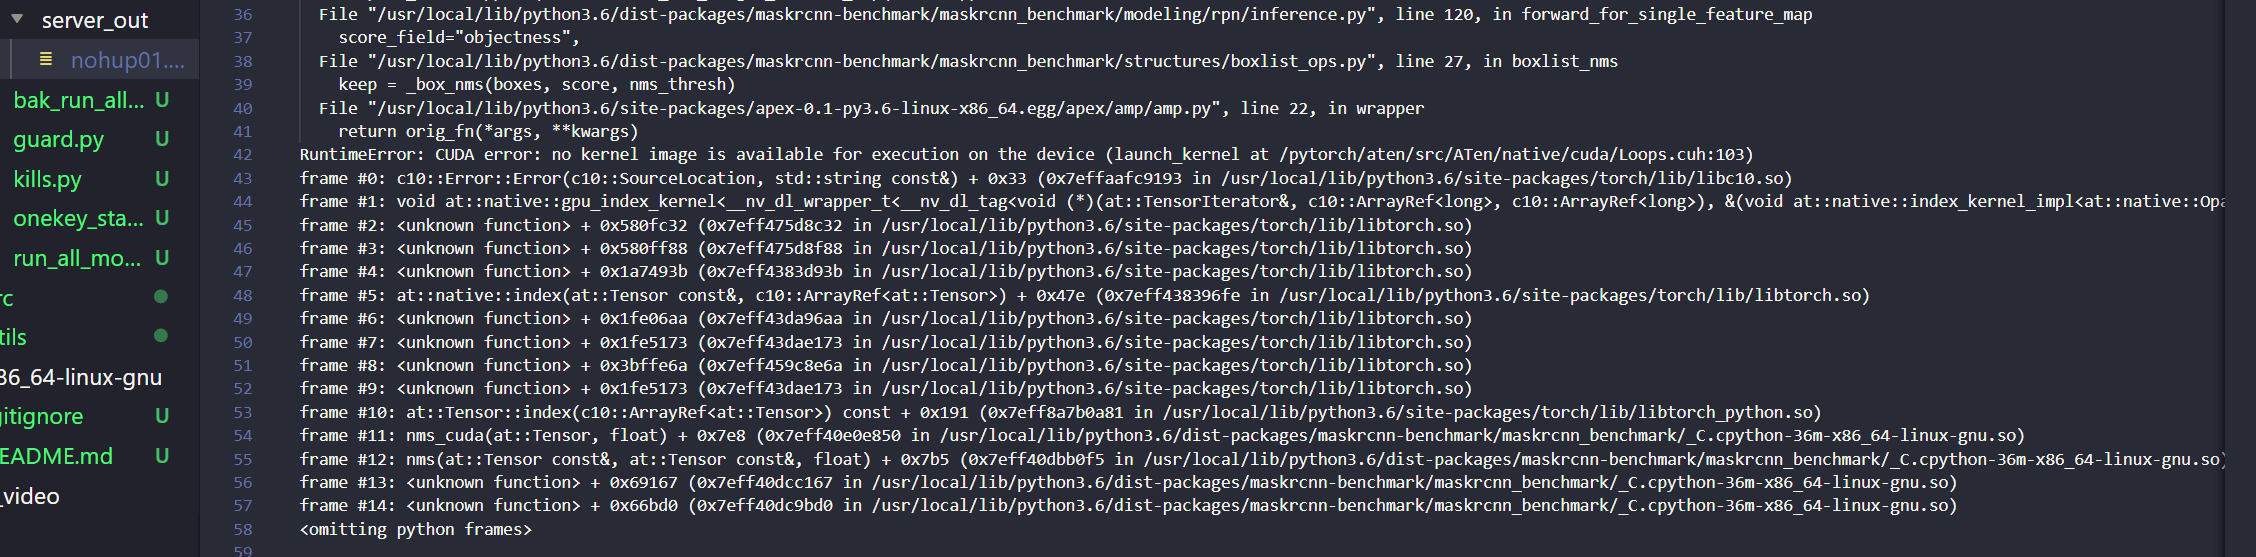 server_out
nohup01....
bak_run_all... U
guard.py U
kills.py U
onekey_sta... U
run_all_mo... U
rc
tils
36_64-linux-gnu
gitignore U
EADME.md U
_video
36 File "/usr/local/lib/python3.6/dist-packages/maskrcnn-benchmark/maskrcnn_benchmark/modeling/rpn/inference.py", line 120, in forward_for_single_feature_map
37 score_field="objectness",
38 File "/usr/local/lib/python3.6/dist-packages/maskrcnn-benchmark/maskrcnn_benchmark/structures/boxlist_ops.py", line 27, in boxlist_nms
39 keep = _box_nms(boxes, score, nms_thresh)
40 File "/usr/local/lib/python3.6/site-packages/apex-0.1-py3.6-linux-x86_64.egg/apex/amp/amp.py", line 22, in wrapper
41 return orig_fn(*args, **kwargs)
42 RuntimeError: CUDA error: no kernel image is available for execution on the device (launch_kernel at /pytorch/aten/src/ATen/native/cuda/Loops.cuh:103)
43 frame #0: c10::Error::Error(c10::SourceLocation, std::string const&) + 0x33 (0x7effaafc9193 in /usr/local/lib/python3.6/site-packages/torch/lib/libc10.so)
44 frame #1: void at::native::gpu_index_kernel<__nv_dl_wrapper_t<__nv_dl_tag<void (*)(at::TensorIterator&, c10::ArrayRef<long>, c10::ArrayRef<long>), &(void at::native::index_kernel_impl<at::native::Opa
45 frame #2: <unknown function> + 0x580fc32 (0x7eff475d8c32 in /usr/local/lib/python3.6/site-packages/torch/lib/libtorch.so)
46 frame #3: <unknown function> + 0x580ff88 (0x7eff475d8f88 in /usr/local/lib/python3.6/site-packages/torch/lib/libtorch.so)
47 frame #4: <unknown function> + 0x1a7493b (0x7eff4383d93b in /usr/local/lib/python3.6/site-packages/torch/lib/libtorch.so)
48 frame #5: at::native::index(at::Tensor const&, c10::ArrayRef<at::Tensor>) + 0x47e (0x7eff438396fe in /usr/local/lib/python3.6/site-packages/torch/lib/libtorch.so)
49 frame #6: <unknown function> + 0x1fe06aa (0x7eff43da96aa in /usr/local/lib/python3.6/site-packages/torch/lib/libtorch.so)
50 frame #7: <unknown function> + 0x1fe5173 (0x7eff43dae173 in /usr/local/lib/python3.6/site-packages/torch/lib/libtorch.so)
51 frame #8: <unknown function> + 0x3bffe6a (0x7eff459c8e6a in /usr/local/lib/python3.6/site-packages/torch/lib/libtorch.so)
52 frame #9: <unknown function> + 0x1fe5173 (0x7eff43dae173 in /usr/local/lib/python3.6/site-packages/torch/lib/libtorch.so)
53 frame #10: at::Tensor::index(c10::ArrayRef<at::Tensor>) const + 0x191 (0x7eff8a7b0a81 in /usr/local/lib/python3.6/site-packages/torch/lib/libtorch_python.so)
54 frame #11: nms_cuda(at::Tensor, float) + 0x7e8 (0x7eff40e0e850 in /usr/local/lib/python3.6/dist-packages/maskrcnn-benchmark/maskrcnn_benchmark/_C.cpython-36m-x86_64-linux-gnu.so)
55 frame #12: nms(at::Tensor const&, at::Tensor const&, float) + 0x7b5 (0x7eff40dbb0f5 in /usr/local/lib/python3.6/dist-packages/maskrcnn-benchmark/maskrcnn_benchmark/_C.cpython-36m-x86_64-linux-gnu.so)
56 frame #13: <unknown function> + 0x69167 (0x7eff40dcc167 in /usr/local/lib/python3.6/dist-packages/maskrcnn-benchmark/maskrcnn_benchmark/_C.cpython-36m-x86_64-linux-gnu.so)
57 frame #14: <unknown function> + 0x66bd0 (0x7eff40dc9bd0 in /usr/local/lib/python3.6/dist-packages/maskrcnn-benchmark/maskrcnn_benchmark/_C.cpython-36m-x86_64-linux-gnu.so)
58 <omitting python frames>
59